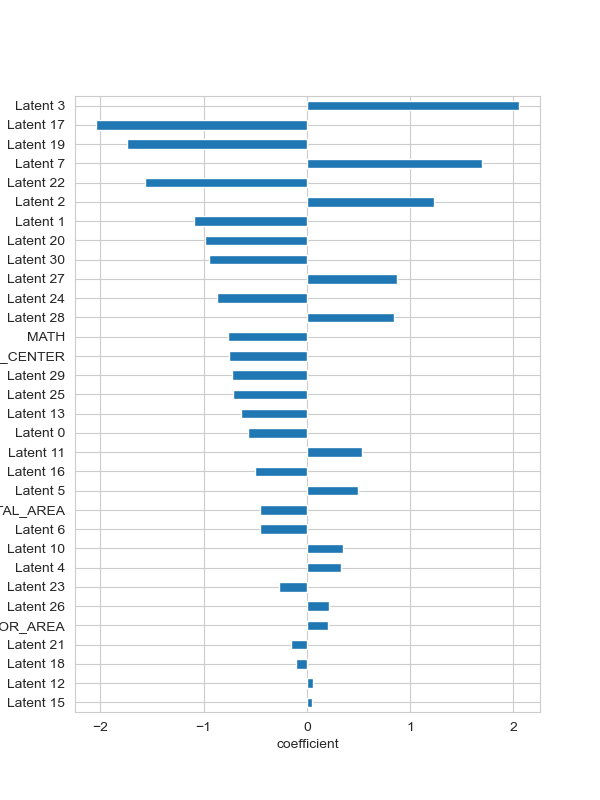 Latent 3
Latent 17
Latent 19
Latent 7
Latent 22
Latent 2
Latent 1
Latent 20
Latent 30
Latent 27
Latent 24
Latent 28
MATH
_CENTER
Latent 29
Latent 25
Latent 13
Latent 0
Latent 11
Latent 16
Latent 5
TAL_AREA
Latent 6
Latent 10
Latent 4
Latent 23
Latent 26
OR_AREA
Latent 21
Latent 18
Latent 12
Latent 15
−2 −1 0 1 2
coefficient